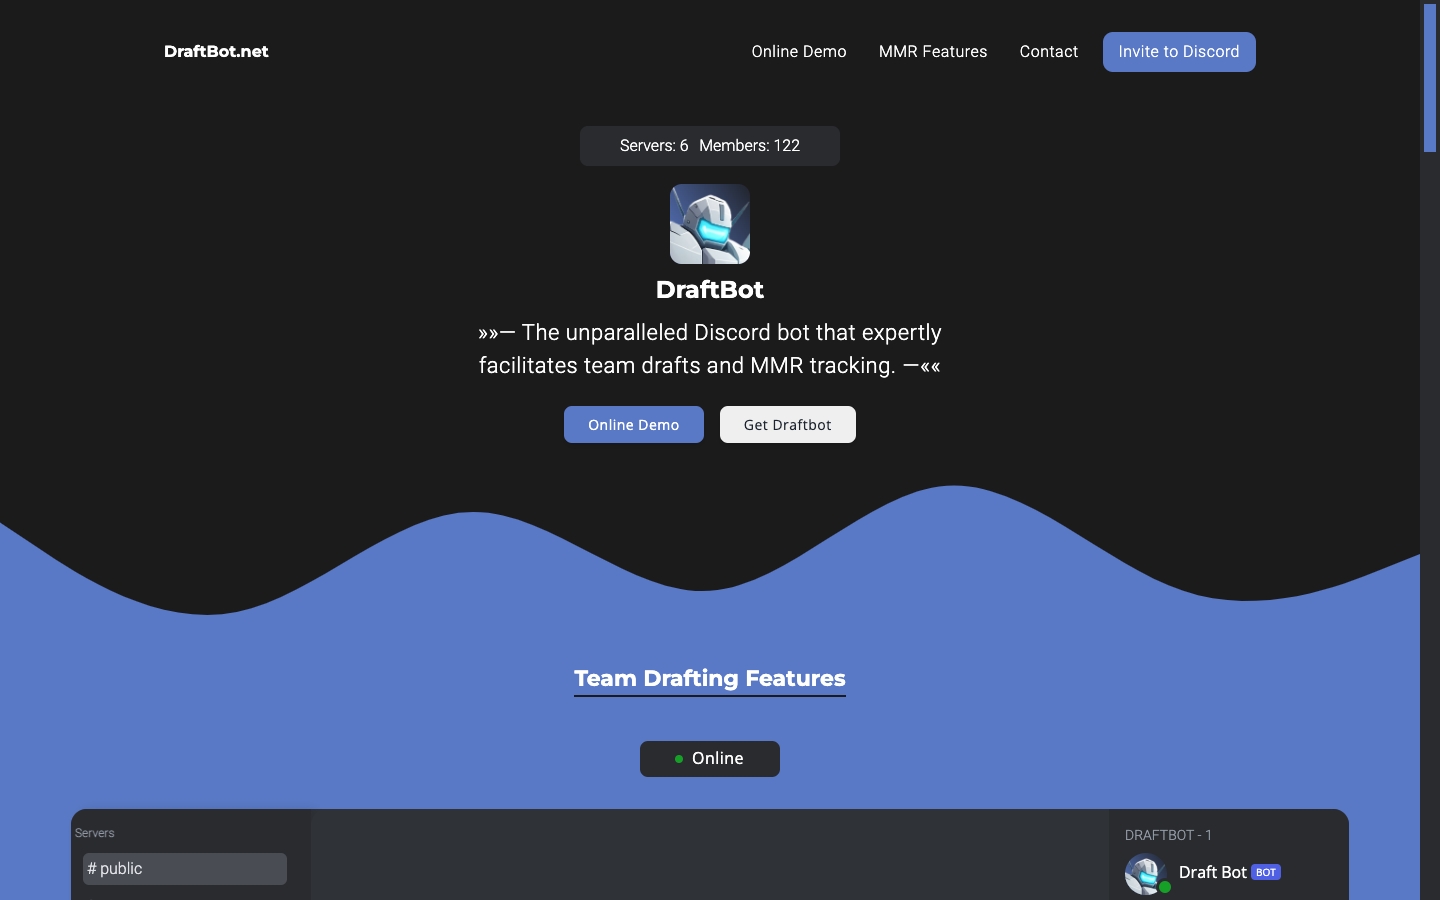 DraftBot.net
Online Demo
MMR Features
Contact
Invite to Discord
Servers: 6 Members: 122
DraftBot
»»— The unparalleled Discord bot that expertly
facilitates team drafts and MMR tracking. —««
Online Demo
Get Draftbot
Team Drafting Features
Online
Servers
# public
DRAFTBOT - 1
Draft Bot BOT